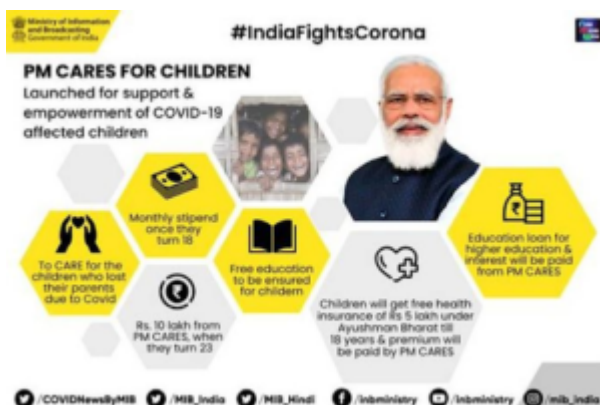 Ministry of Information
and Broadcasting
Government of India
#IndiaFightsCorona
PM CARES FOR CHILDREN
Launched for support &
empowerment of COVID-19
affected children
Monthly stipend
once they
turn 18
To CARE for the
children who lost
their parents
due to Covid
Rs. 10 lakh from
PM CARES, when
they turn 23
Free education
to be ensured
for childern
Children will get free health
insurance of Rs 5 lakh under
Ayushman Bharat till
18 years & premium will
be paid by PM CARES
Education loan for
higher education &
interest will be paid
from PM CARES
/COVIDNewsByMIB /MIB_India /MIB_Hindi /inbministry /inbministry /mib_india